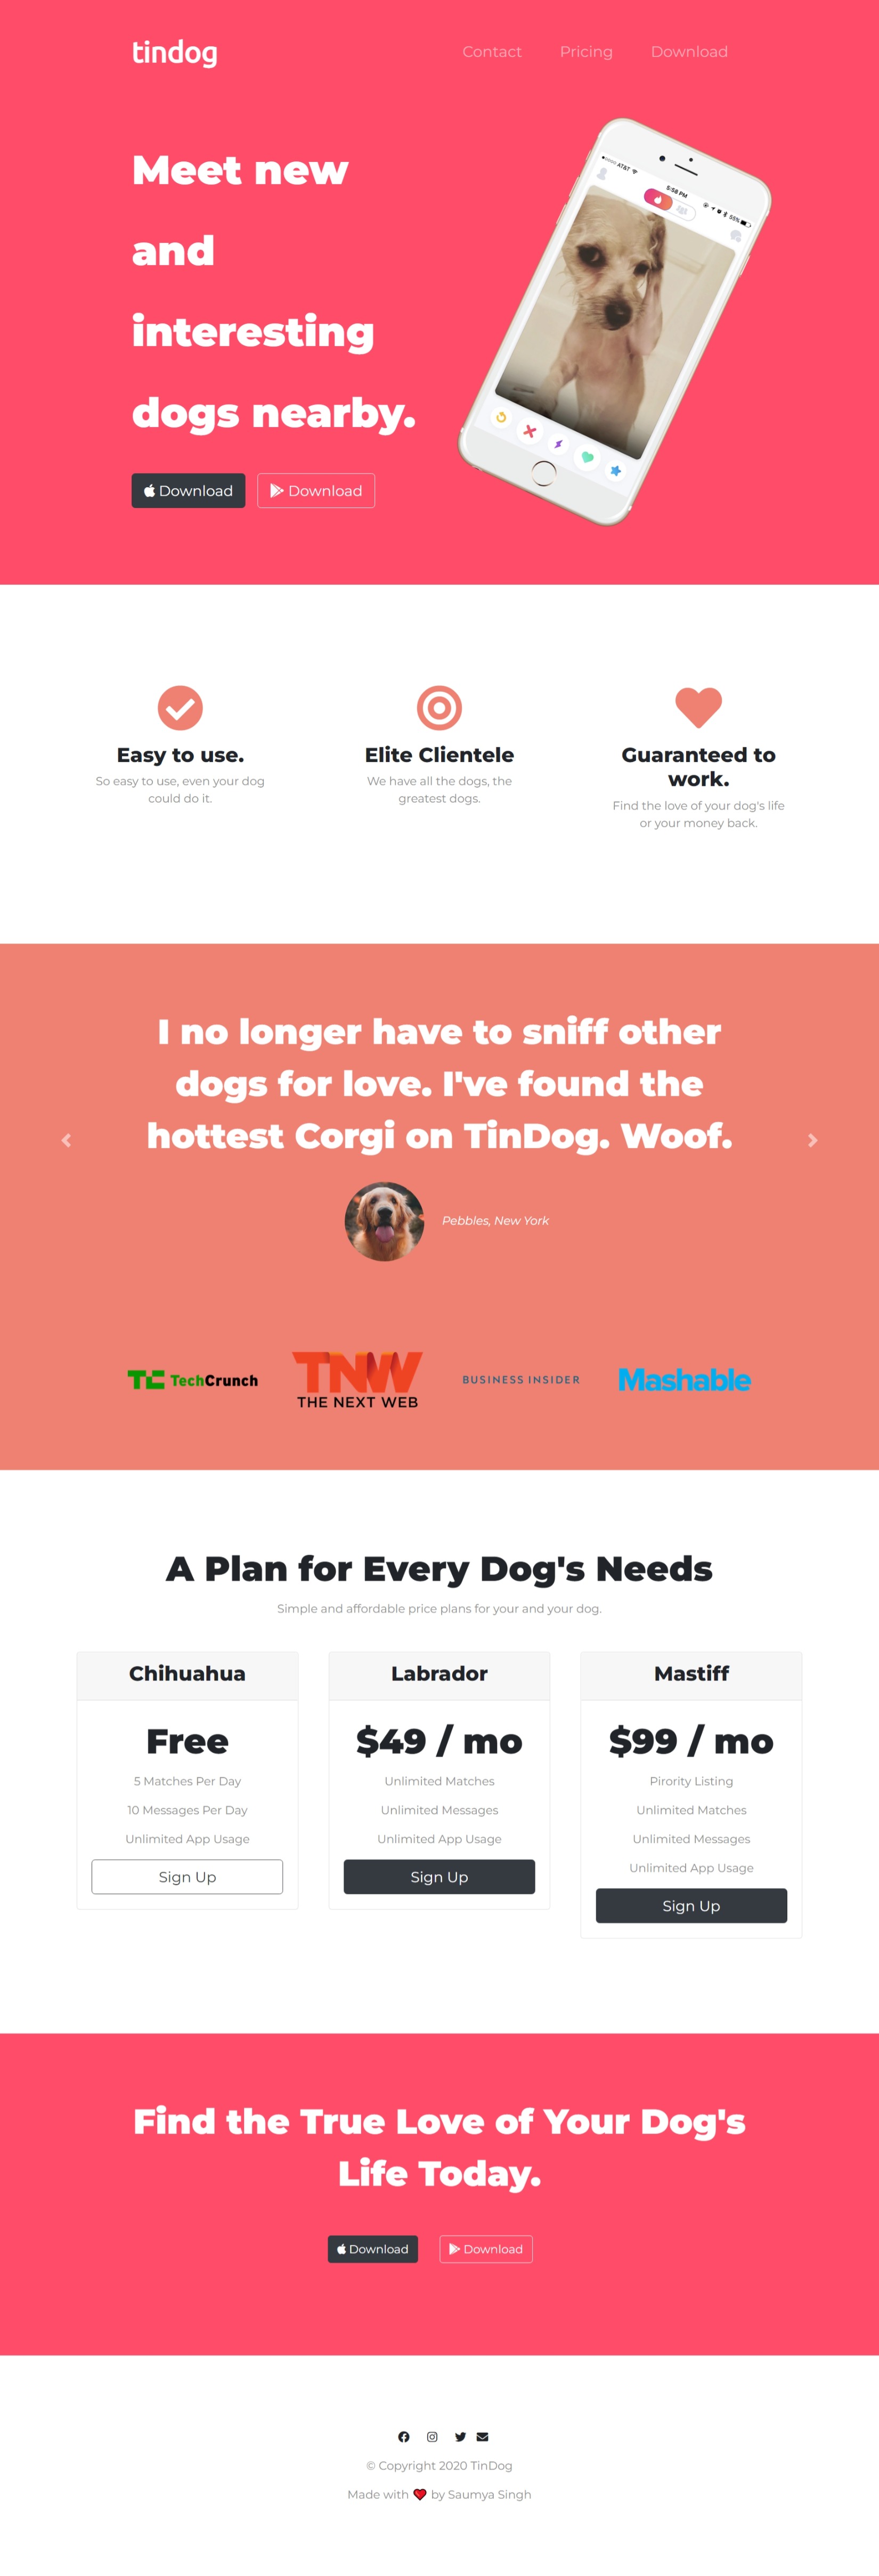 tindog
Contact Pricing Download
Meet new
and
interesting
dogs nearby.
Download Download
AT&T 5:58 PM 55%
Easy to use.
So easy to use, even your dog
could do it.
Elite Clientele
We have all the dogs, the
greatest dogs.
Guaranteed to
work.
Find the love of your dog's life
or your money back.
I no longer have to sniff other
dogs for love. I've found the
hottest Corgi on TinDog. Woof.
Pebbles, New York
TC TechCrunch
TNW
THE NEXT WEB
BUSINESS INSIDER
Mashable
A Plan for Every Dog's Needs
Simple and affordable price plans for your and your dog.
Chihuahua
Free
5 Matches Per Day
10 Messages Per Day
Unlimited App Usage
Sign Up
Labrador
$49 / mo
Unlimited Matches
Unlimited Messages
Unlimited App Usage
Sign Up
Mastiff
$99 / mo
Pirority Listing
Unlimited Matches
Unlimited Messages
Unlimited App Usage
Sign Up
Find the True Love of Your Dog's
Life Today.
Download Download
© Copyright 2020 TinDog
Made with ❤ by Saumya Singh